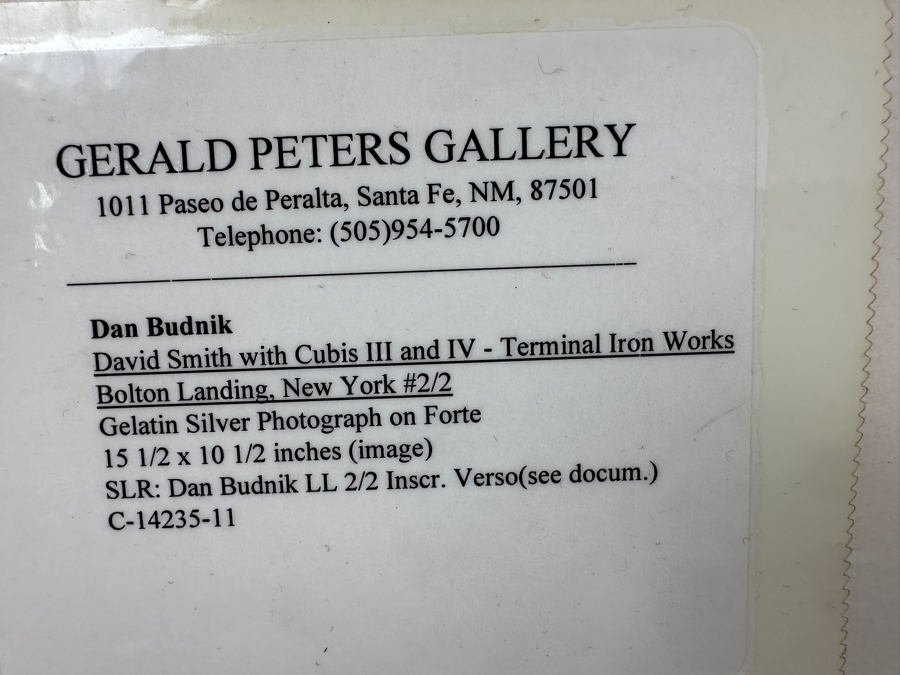 GERALD PETERS GALLERY
1011 Paseo de Peralta, Santa Fe, NM, 87501
Telephone: (505)954-5700
Dan Budnik
David Smith with Cubis III and IV - Terminal Iron Works
Bolton Landing, New York #2/2
Gelatin Silver Photograph on Forte
15 1/2 x 10 1/2 inches (image)
SLR: Dan Budnik LL 2/2 Inscr. Verso(see docum.)
C-14235-11